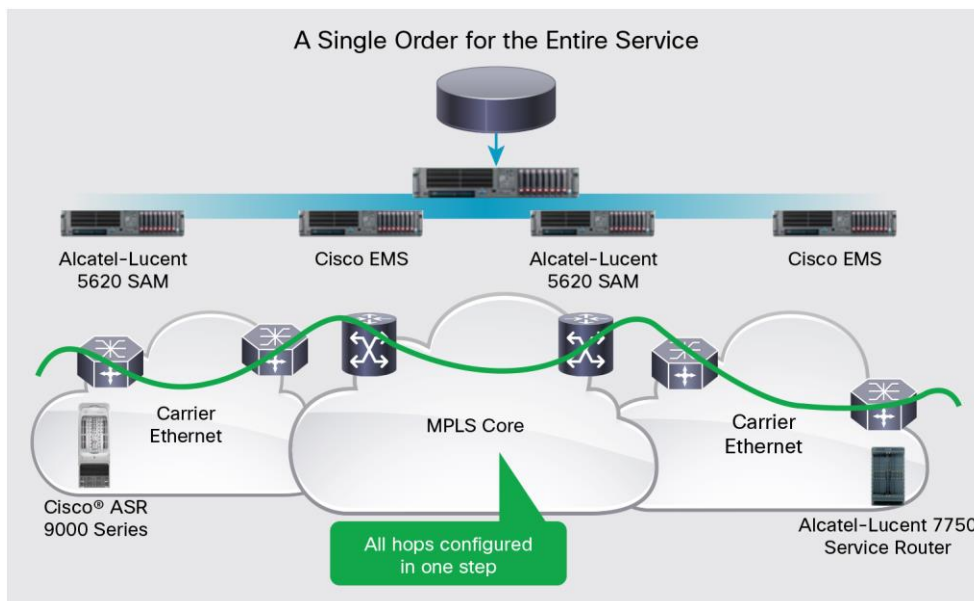 A Single Order for the Entire Service
Alcatel-Lucent
5620 SAM
Cisco EMS
Alcatel-Lucent
5620 SAM
Cisco EMS
Carrier
Ethernet
MPLS Core
Carrier
Ethernet
Cisco® ASR
9000 Series
Alcatel-Lucent 7750
Service Router
All hops configured
in one step